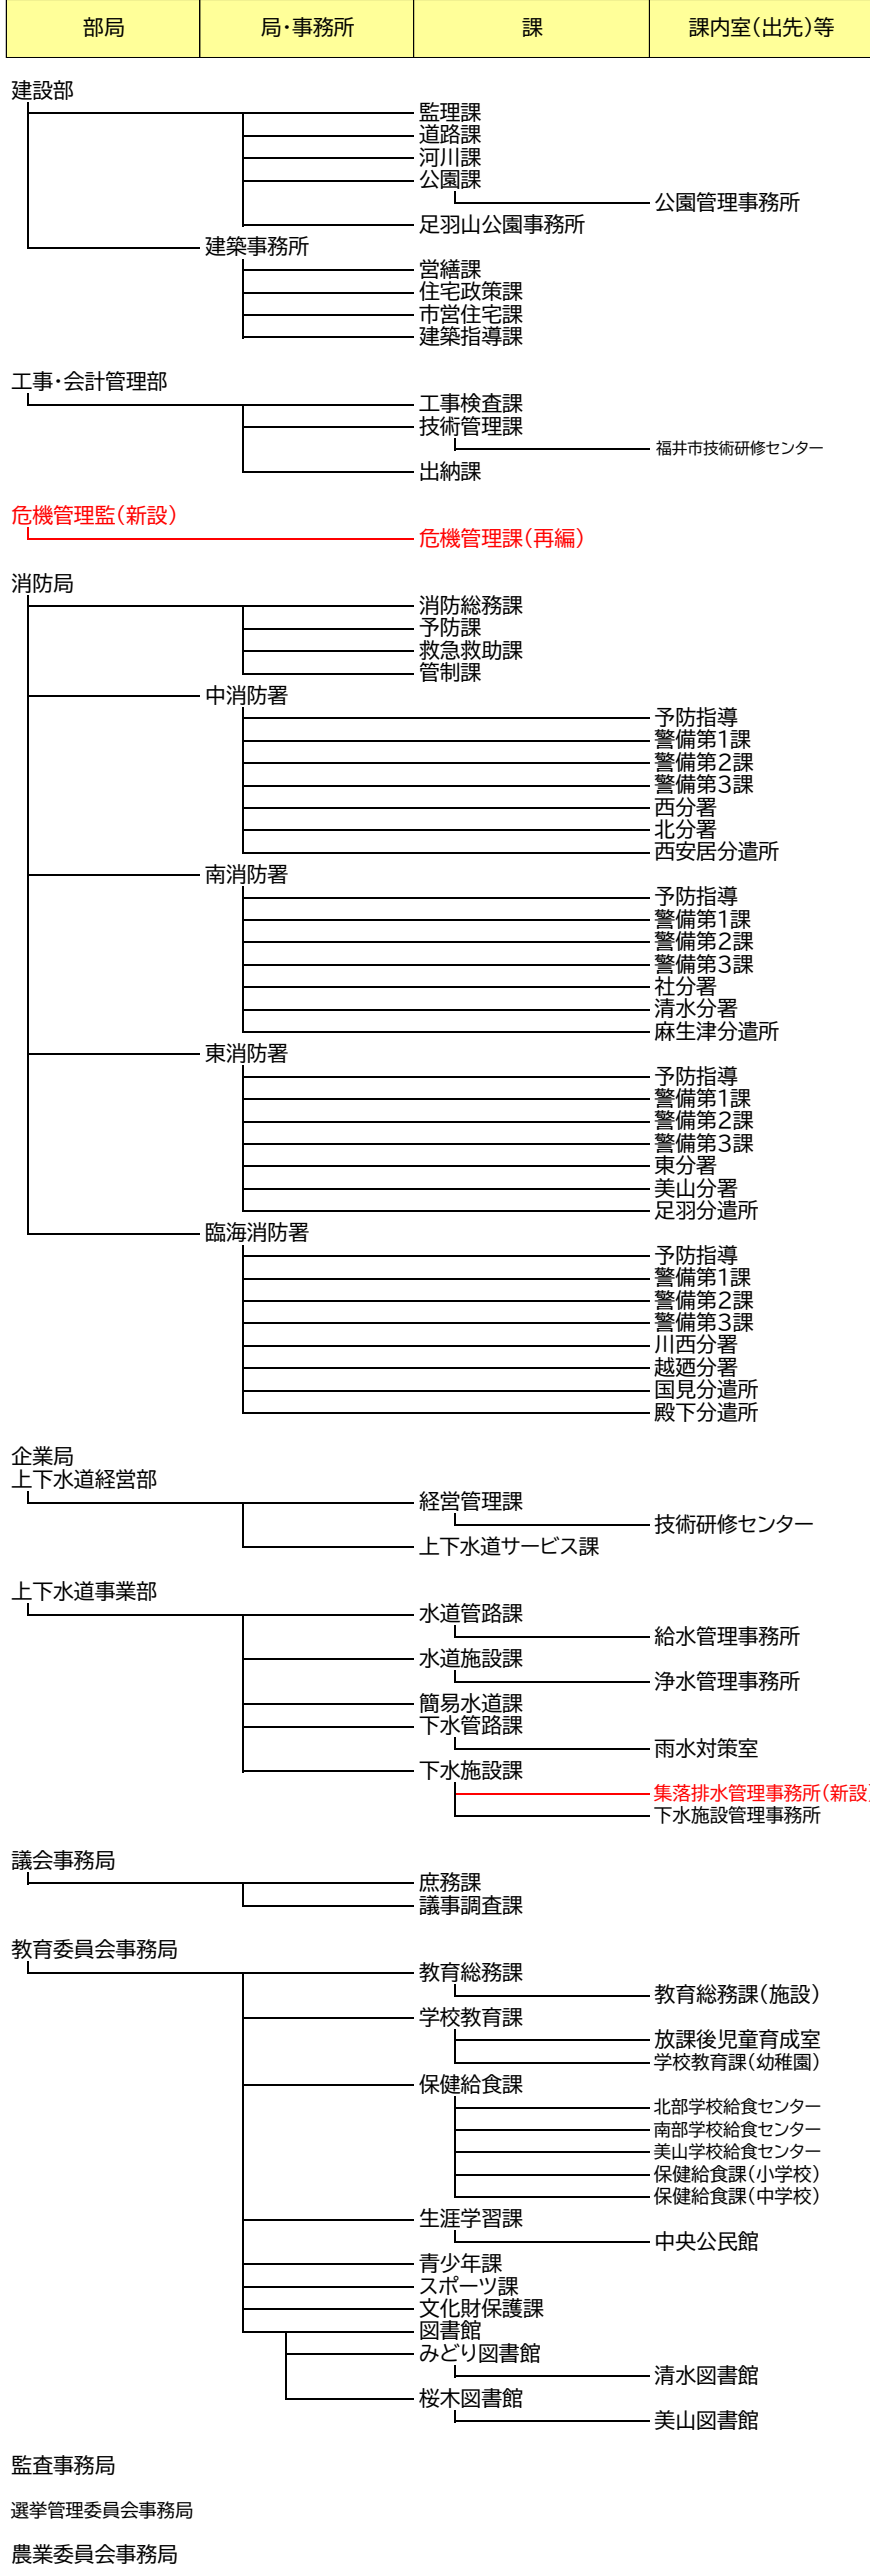 部局 局・事務所 課 課内室（出先）等
建設部
監理課
道路課
河川課
公園課
公園管理事務所
足羽山公園事務所
建築事務所
営繕課
住宅政策課
市営住宅課
建築指導課
工事・会計管理部
工事検査課
技術管理課
福井市技術研修センター
出納課
危機管理監（新設）
危機管理課（再編）
消防局
消防総務課
予防課
救急救助課
管制課
中消防署
予防指導
警備第１課
警備第２課
警備第３課
西分署
北分署
西安居分遣所
南消防署
予防指導
警備第１課
警備第２課
警備第３課
社分署
清水分署
麻生津分遣所
東消防署
予防指導
警備第１課
警備第２課
警備第３課
東分署
美山分署
足羽分遣所
臨海消防署
予防指導
警備第１課
警備第２課
警備第３課
川西分署
越廼分署
国見分遣所
殿下分遣所
企業局
上下水道経営部
経営管理課
技術研修センター
上下水道サービス課
上下水道事業部
水道管路課
給水管理事務所
水道施設課
浄水管理事務所
簡易水道課
下水管路課
雨水対策室
下水施設課
集落排水管理事務所（新設）
下水施設管理事務所
議会事務局
庶務課
議事調査課
教育委員会事務局
教育総務課
教育総務課（施設）
学校教育課
放課後児童育成室
学校教育課（幼稚園）
保健給食課
北部学校給食センター
南部学校給食センター
美山学校給食センター
保健給食課（小学校）
保健給食課（中学校）
生涯学習課
中央公民館
青少年課
スポーツ課
文化財保護課
図書館
みどり図書館
清水図書館
桜木図書館
美山図書館
監査事務局
選挙管理委員会事務局
農業委員会事務局